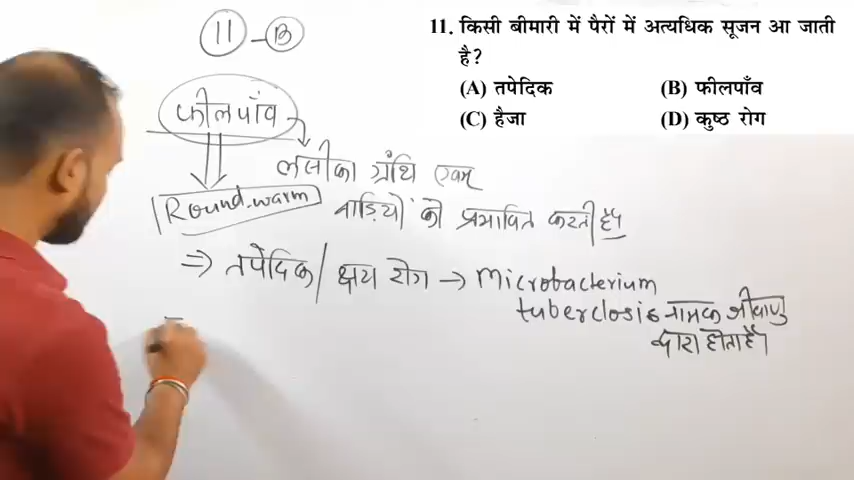 11. किसी बीमारी में पैरों में अत्यधिक सूजन आ जाती
है?
(A) तपेदिक (B) फीलपाँव
(C) हैजा (D) कुष्ठ रोग
11 - B
फीलपाँव
लसीका ग्रंथि एवम्
Round.warm नाड़ियों को प्रभावित करती है।
⇒ तपेदिक / क्षय रोग → Microbacterium
tuberclosis नामक जीवाणु
द्वारा होता है।